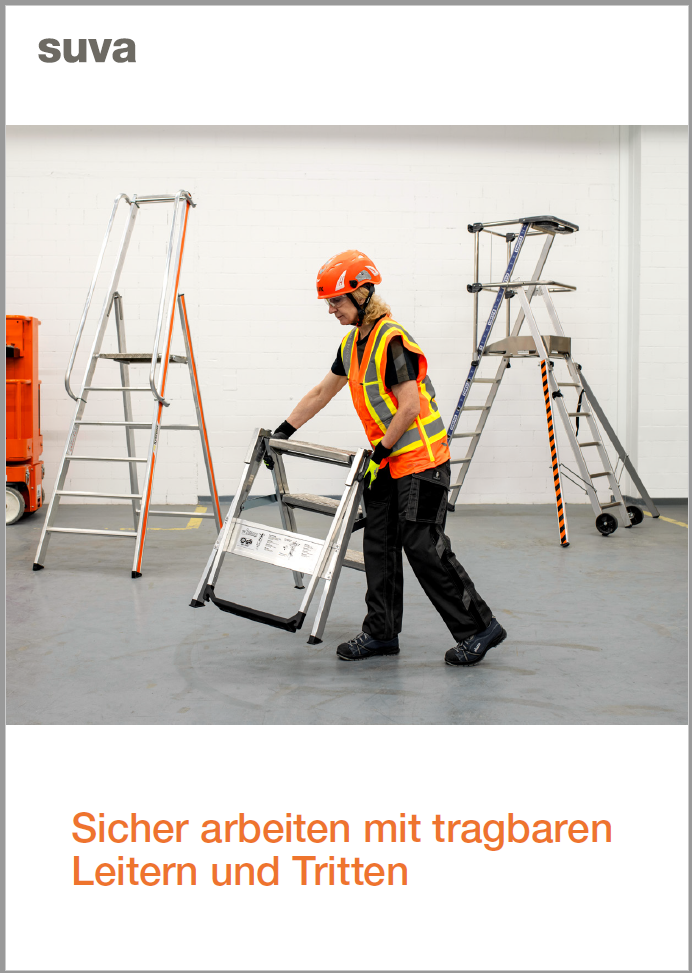 suva
Sicher arbeiten mit tragbaren
Leitern und Tritten